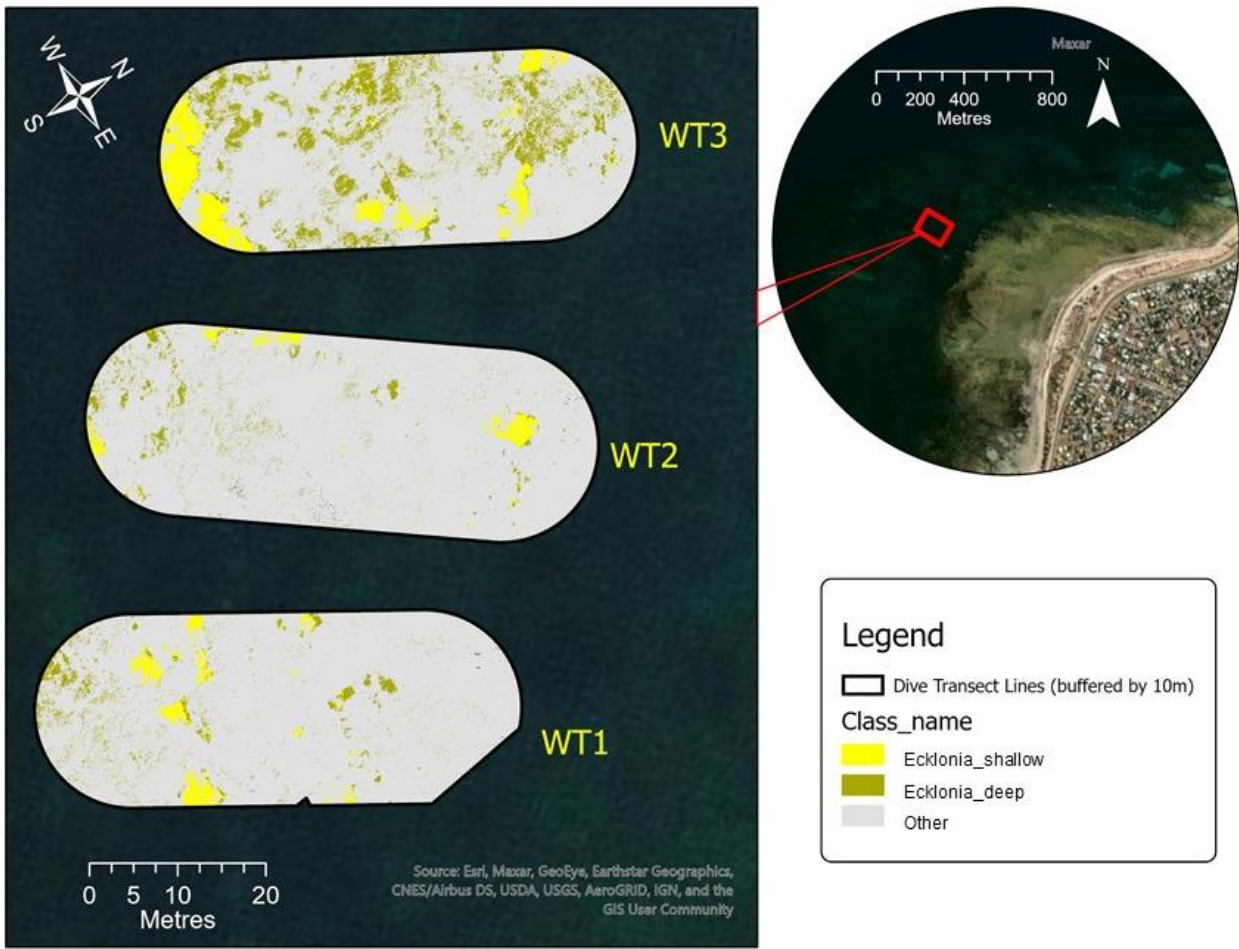 W
N
S
E
WT3
WT2
WT1
0 5 10 20
Metres
Source: Esri, Maxar, GeoEye, Earthstar Geographics,
CNES/Airbus DS, USDA, USGS, AeroGRID, IGN, and the
GIS User Community
Maxar
N
0 200 400 800
Metres
Legend
Dive Transect Lines (buffered by 10m)
Class_name
Ecklonia_shallow
Ecklonia_deep
Other